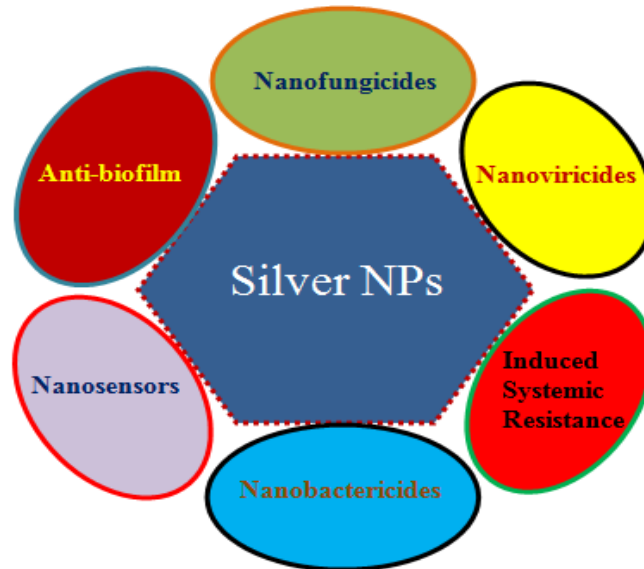 Nanofungicides
Anti-biofilm
Nanoviricides
Silver NPs
Nanosensors
Induced
Systemic
Resistance
Nanobactericides